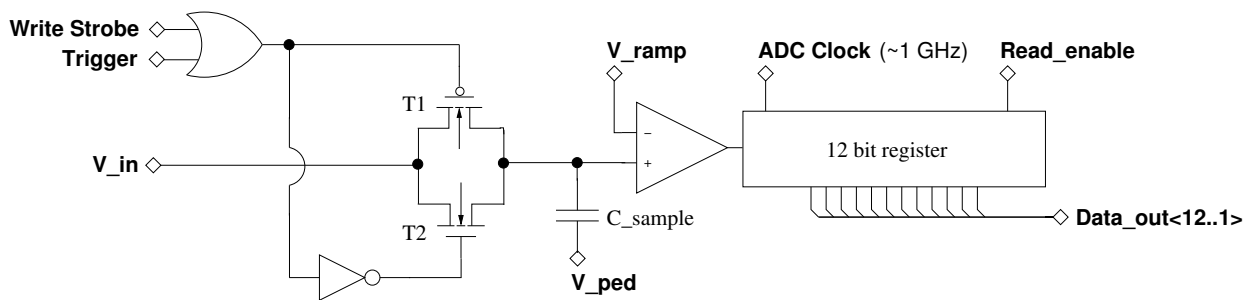 Write Strobe
Trigger
V_in
T1
T2
C_sample
V_ped
V_ramp
−
+
ADC Clock (~1 GHz)
Read_enable
12 bit register
Data_out<12..1>